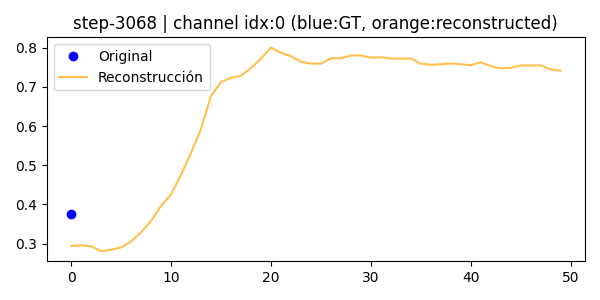 step-3068 | channel idx:0 (blue:GT, orange:reconstructed)
Original
Reconstrucción
0.8
0.7
0.6
0.5
0.4
0.3
0 10 20 30 40 50